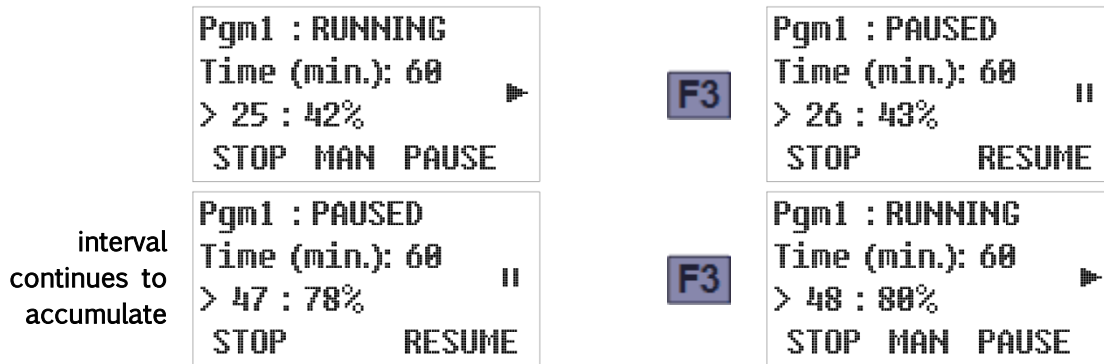 Pgm1 : RUNNING
Time (min.): 60
> 25 : 42%
STOP MAN PAUSE
F3
Pgm1 : PAUSED
Time (min.): 60
> 26 : 43%
STOP RESUME
interval
continues to
accumulate
Pgm1 : PAUSED
Time (min.): 60
> 47 : 78%
STOP RESUME
F3
Pgm1 : RUNNING
Time (min.): 60
> 48 : 80%
STOP MAN PAUSE